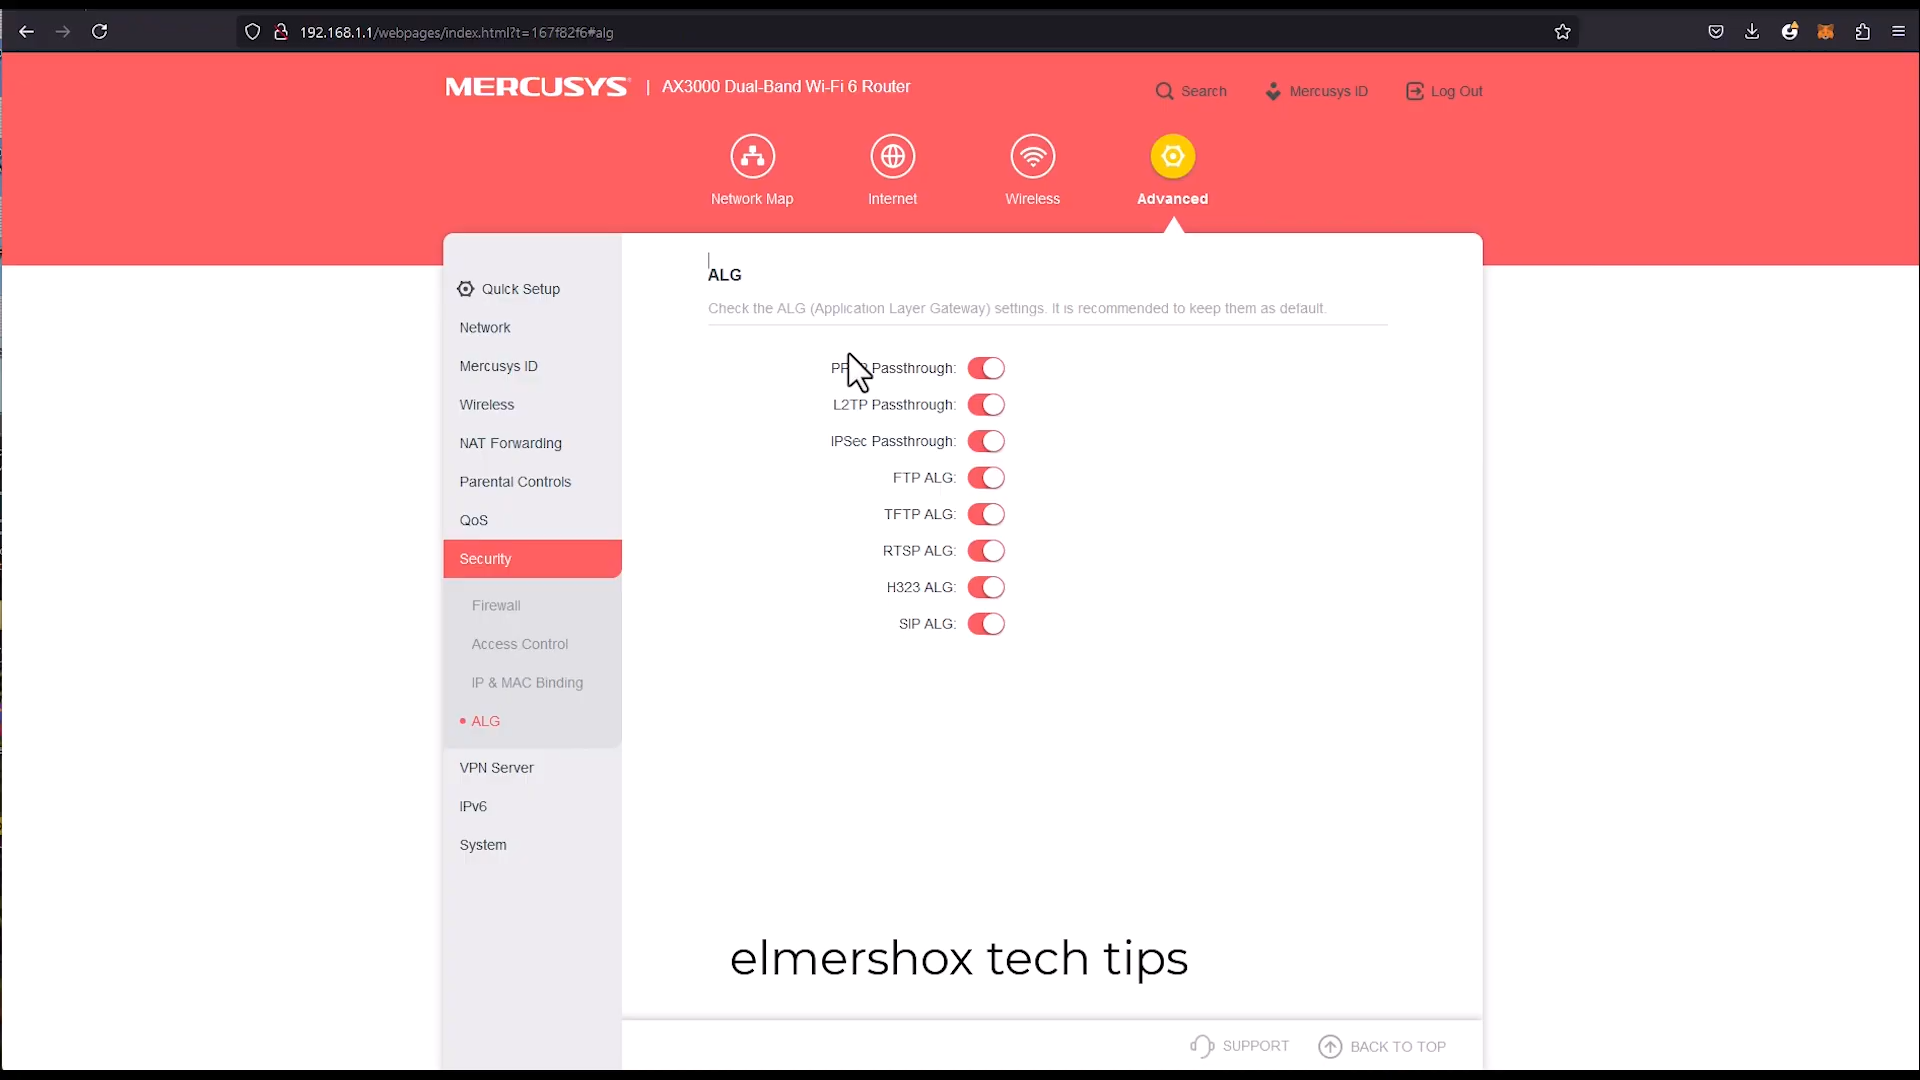 192.168.1.1/webpages/index.html?t=167f82f6#alg
MERCUSYS | AX3000 Dual-Band Wi-Fi 6 Router
Search
Mercusys ID
Log Out
Network Map
Internet
Wireless
Advanced
Quick Setup
Network
Mercusys ID
Wireless
NAT Forwarding
Parental Controls
QoS
Security
Firewall
Access Control
IP & MAC Binding
ALG
VPN Server
IPv6
System
ALG
Check the ALG (Application Layer Gateway) settings. It is recommended to keep them as default.
Passthrough:
L2TP Passthrough:
IPSec Passthrough:
FTP ALG:
TFTP ALG:
RTSP ALG:
H323 ALG:
SIP ALG:
elmershox tech tips
SUPPORT
BACK TO TOP